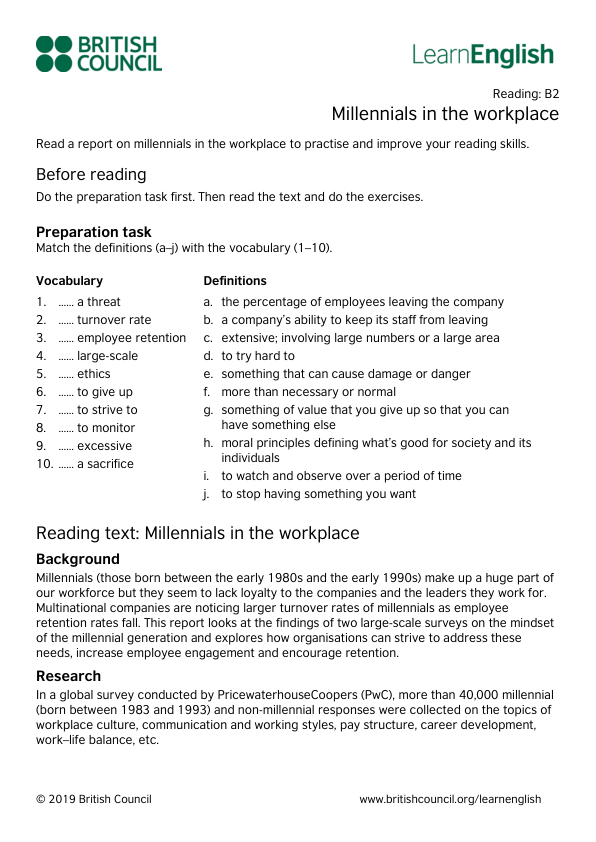 BRITISH
COUNCIL
LearnEnglish
Reading: B2
Millennials in the workplace
Read a report on millennials in the workplace to practise and improve your reading skills.
Before reading
Do the preparation task first. Then read the text and do the exercises.
Preparation task
Match the definitions (a–j) with the vocabulary (1–10).
Vocabulary
1. …… a threat
2. …… turnover rate
3. …… employee retention
4. …… large-scale
5. …… ethics
6. …… to give up
7. …… to strive to
8. …… to monitor
9. …… excessive
10. …… a sacrifice
Definitions
a. the percentage of employees leaving the company
b. a company's ability to keep its staff from leaving
c. extensive; involving large numbers or a large area
d. to try hard to
e. something that can cause damage or danger
f. more than necessary or normal
g. something of value that you give up so that you can
have something else
h. moral principles defining what's good for society and its
individuals
i. to watch and observe over a period of time
j. to stop having something you want
Reading text: Millennials in the workplace
Background
Millennials (those born between the early 1980s and the early 1990s) make up a huge part of
our workforce but they seem to lack loyalty to the companies and the leaders they work for.
Multinational companies are noticing larger turnover rates of millennials as employee
retention rates fall. This report looks at the findings of two large-scale surveys on the mindset
of the millennial generation and explores how organisations can strive to address these
needs, increase employee engagement and encourage retention.
Research
In a global survey conducted by PricewaterhouseCoopers (PwC), more than 40,000 millennial
(born between 1983 and 1993) and non-millennial responses were collected on the topics of
workplace culture, communication and working styles, pay structure, career development,
work–life balance, etc.
© 2019 British Council
www.britishcouncil.org/learnenglish